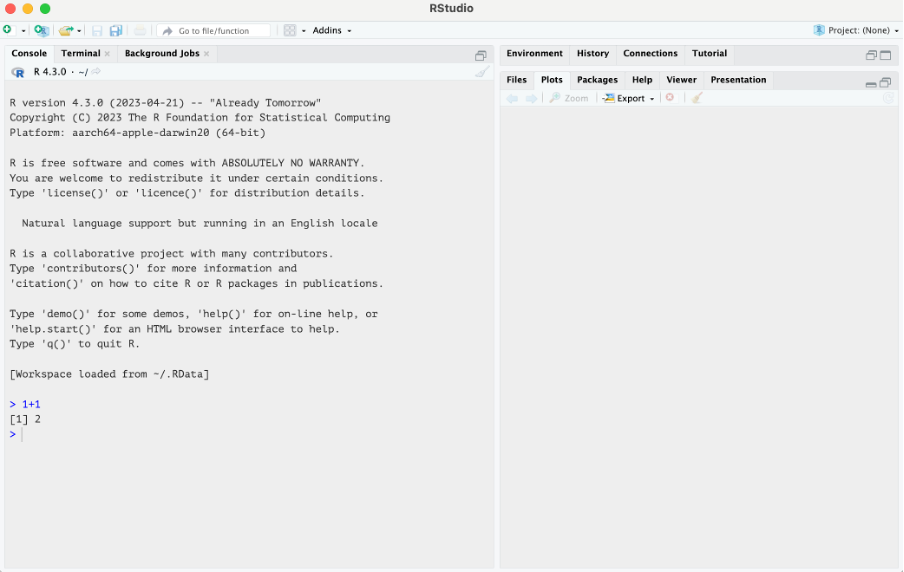 RStudio
Go to file/function
Addins
Project: (None)
Console Terminal Background Jobs
R 4.3.0 · ~/
R version 4.3.0 (2023-04-21) -- "Already Tomorrow"
Copyright (C) 2023 The R Foundation for Statistical Computing
Platform: aarch64-apple-darwin20 (64-bit)
R is free software and comes with ABSOLUTELY NO WARRANTY.
You are welcome to redistribute it under certain conditions.
Type 'license()' or 'licence()' for distribution details.
Natural language support but running in an English locale
R is a collaborative project with many contributors.
Type 'contributors()' for more information and
'citation()' on how to cite R or R packages in publications.
Type 'demo()' for some demos, 'help()' for on-line help, or
'help.start()' for an HTML browser interface to help.
Type 'q()' to quit R.
[Workspace loaded from ~/.RData]
> 1+1
[1] 2
>
Environment History Connections Tutorial
Files Plots Packages Help Viewer Presentation
Zoom Export